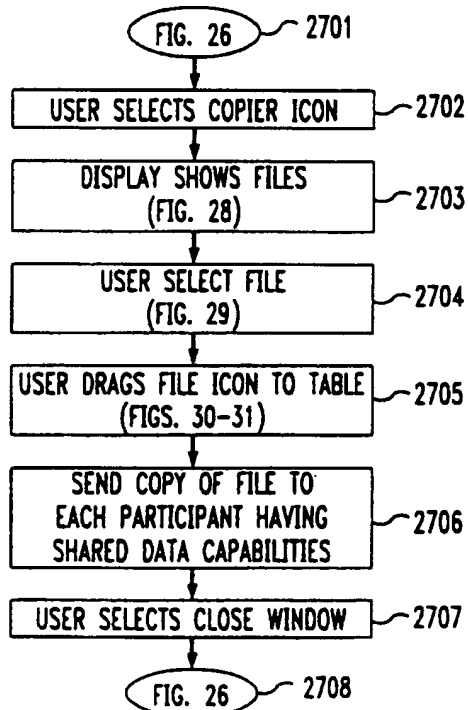 FIG. 26
2701
USER SELECTS COPIER ICON
2702
DISPLAY SHOWS FILES
(FIG. 28)
2703
USER SELECT FILE
(FIG. 29)
2704
USER DRAGS FILE ICON TO TABLE
(FIGS. 30-31)
2705
SEND COPY OF FILE TO
EACH PARTICIPANT HAVING
SHARED DATA CAPABILITIES
2706
USER SELECTS CLOSE WINDOW
2707
FIG. 26
2708